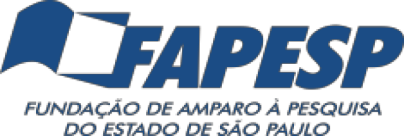 FAPESP
FUNDAÇÃO DE AMPARO À PESQUISA
DO ESTADO DE SÃO PAULO